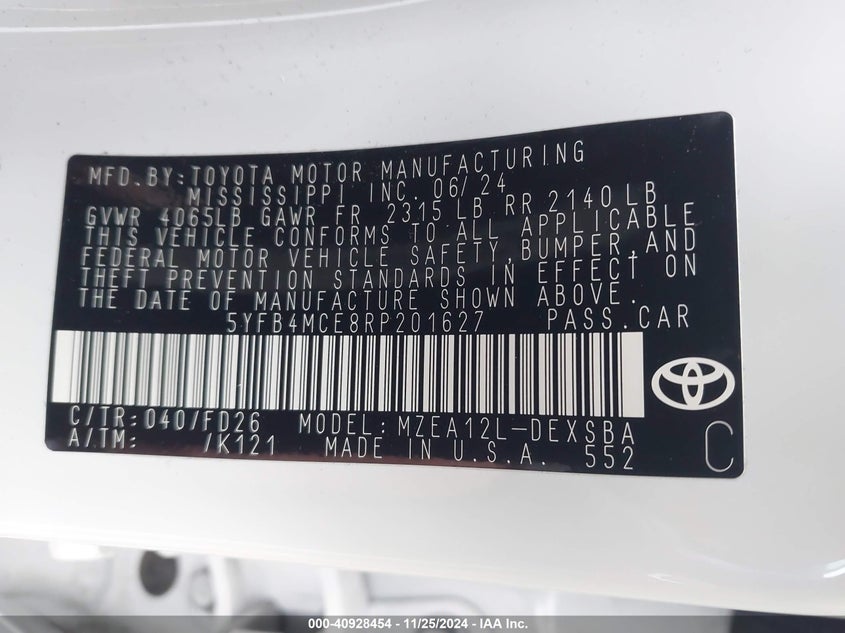 MFD.BY:TOYOTA MOTOR MANUFACTURING
MISSISSIPPI INC. 06/24
GVWR 4065LB GAWR FR 2315 LB RR 2140 LB
THIS VEHICLE CONFORMS TO ALL APPLICABLE
FEDERAL MOTOR VEHICLE SAFETY,BUMPER,AND
THEFT PREVENTION STANDARDS IN EFFECT ON
THE DATE OF MANUFACTURE SHOWN ABOVE.
5YFB4MCE8RP201627 PASS.CAR
C/TR:040/FD26 MODEL:MZEA12L-DEXSBA
A/TM: /K121 MADE IN U.S.A. 552 C
000-40928454 - 11/25/2024 - IAA Inc.